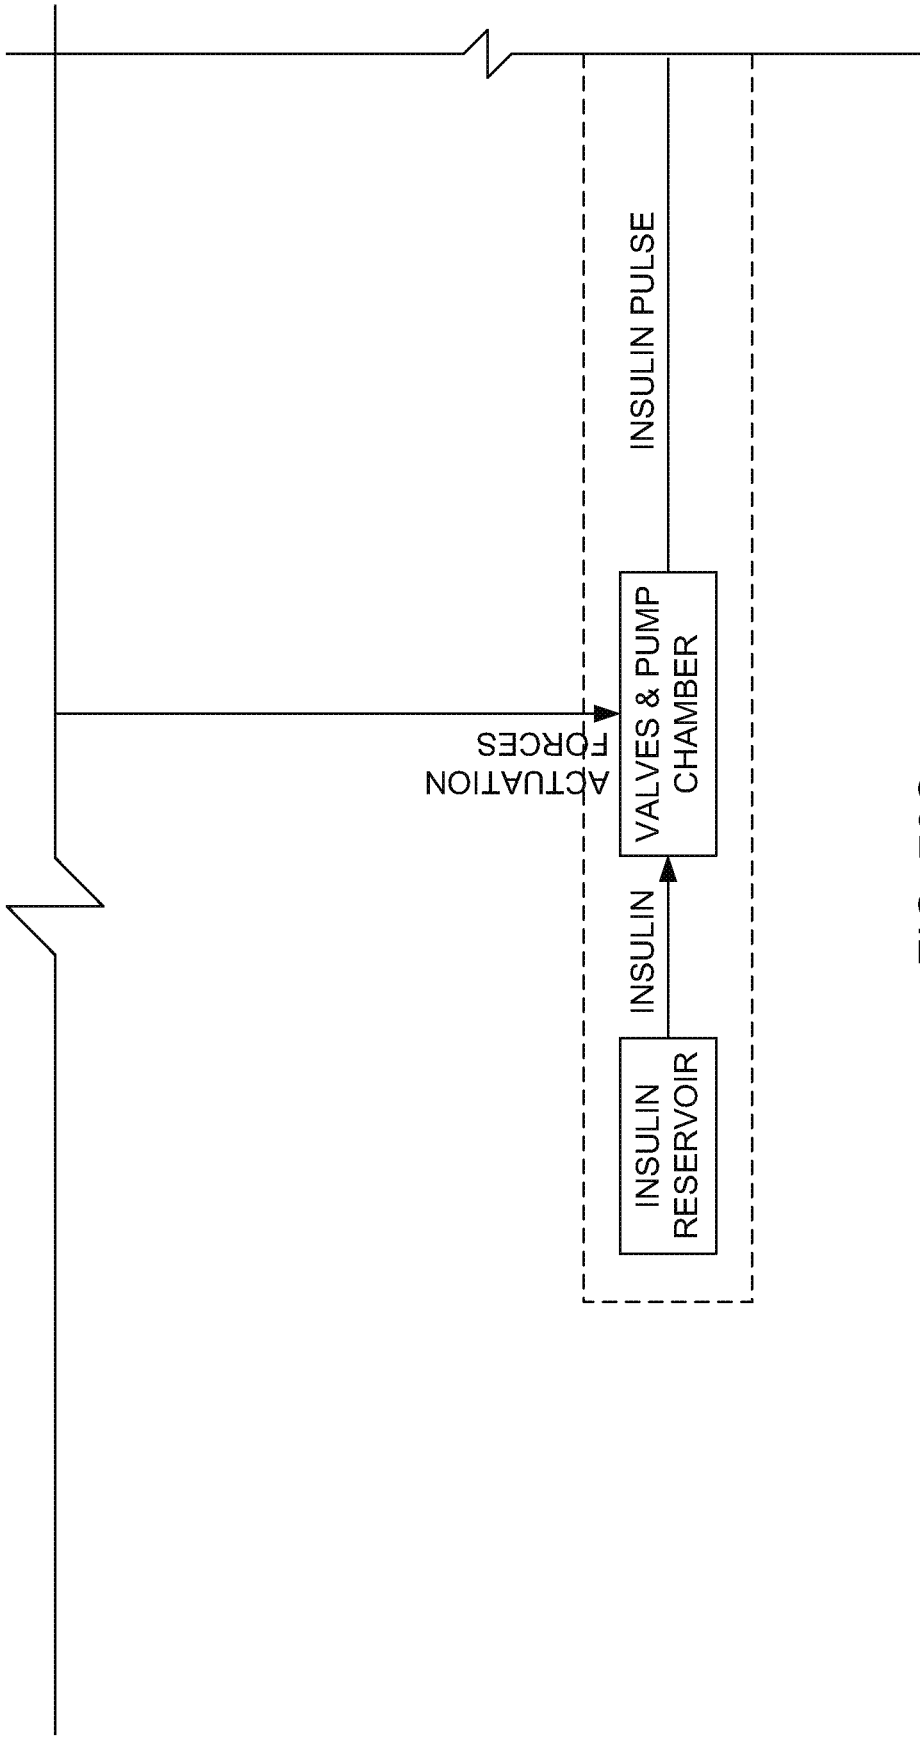 INSULIN
RESERVOIR
INSULIN
VALVES & PUMP
CHAMBER
ACTUATION
FORCES
INSULIN PULSE